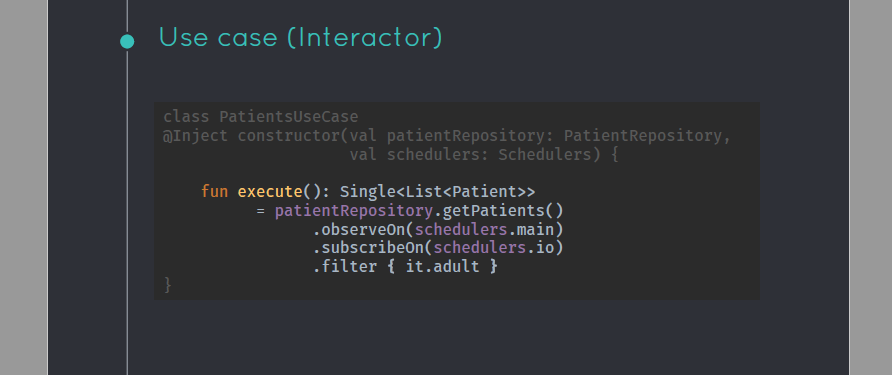 Use case (Interactor)
class PatientsUseCase
@Inject constructor(val patientRepository: PatientRepository,
                    val schedulers: Schedulers) {
    fun execute(): Single<List<Patient>>
          = patientRepository.getPatients()
                .observeOn(schedulers.main)
                .subscribeOn(schedulers.io)
                .filter { it.adult }
}